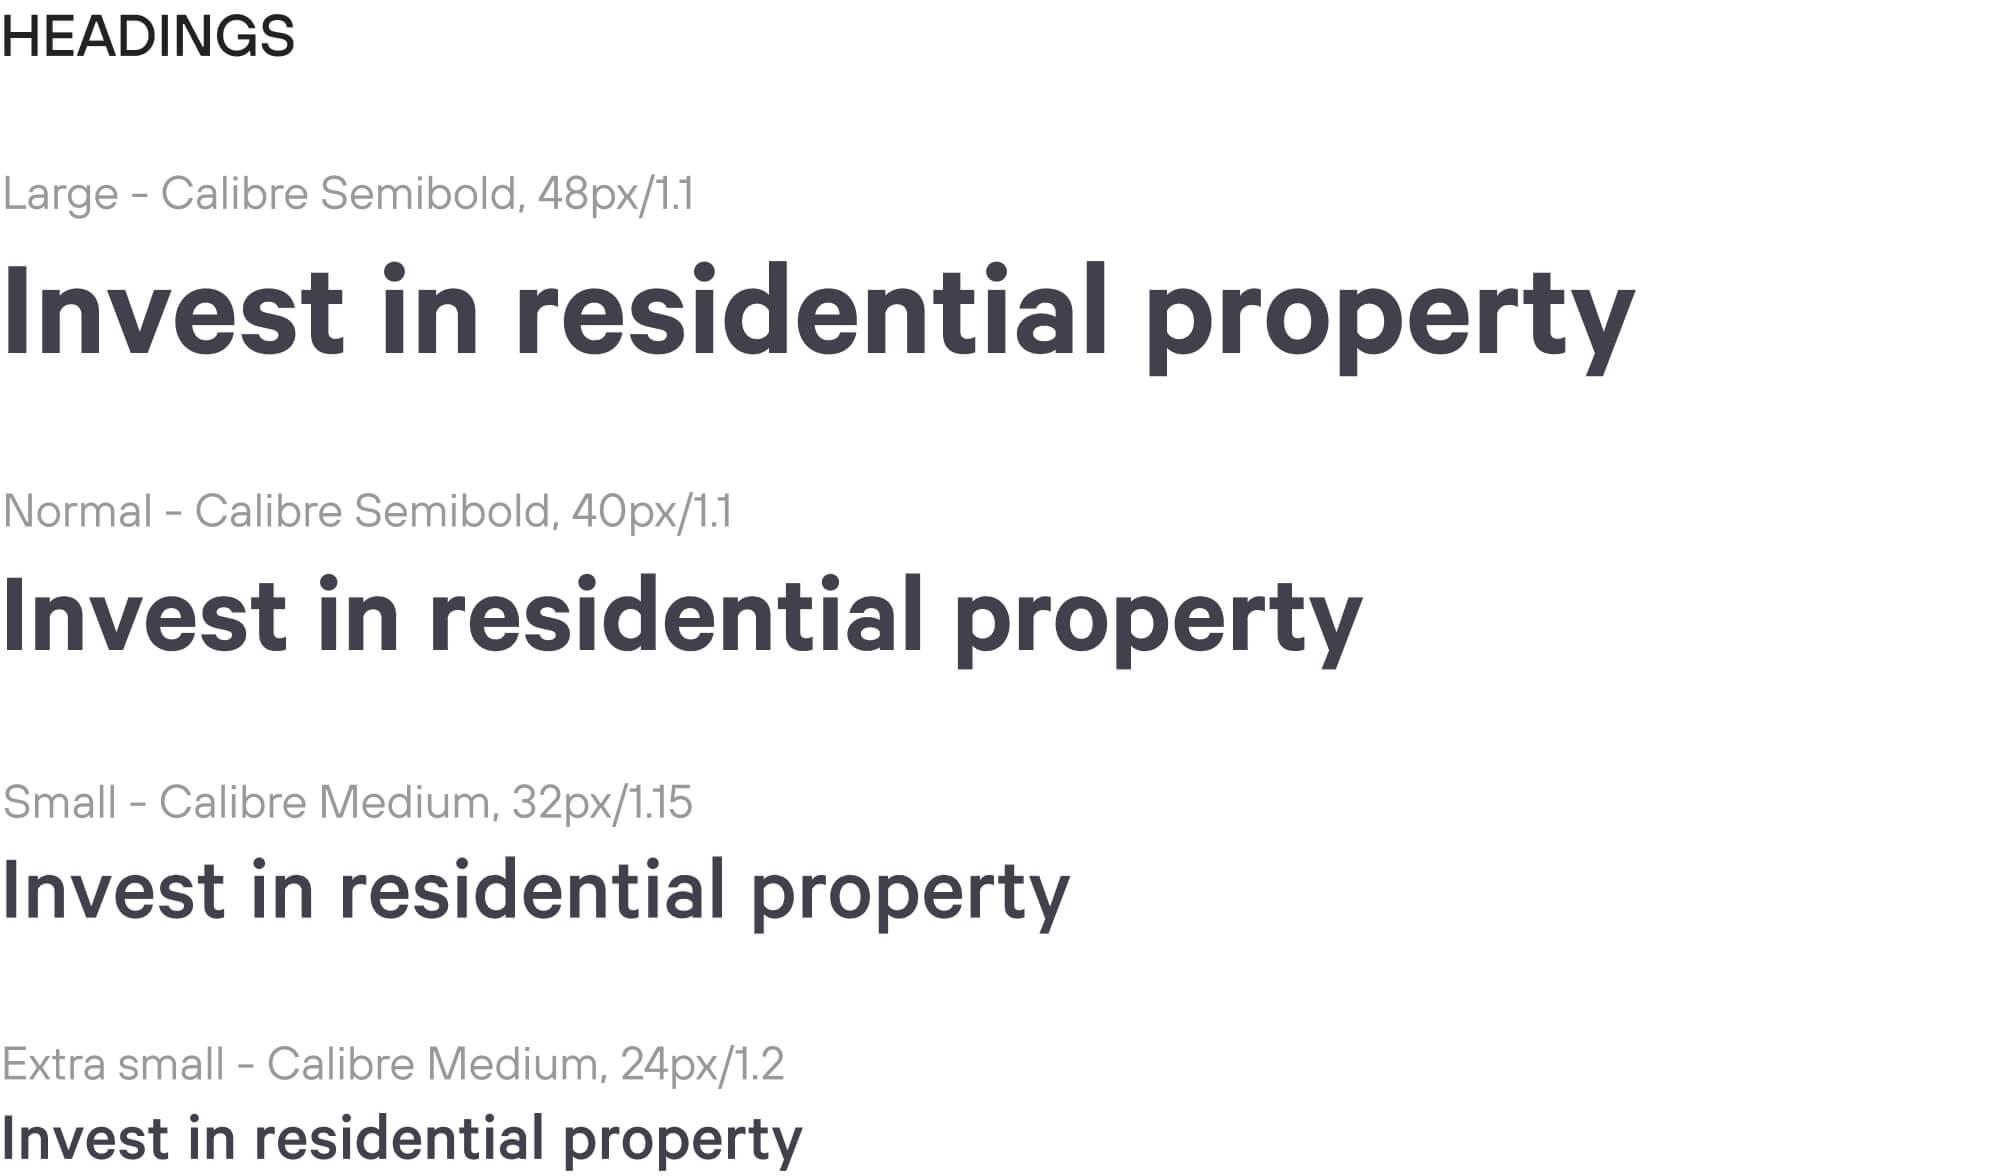 HEADINGS
Large - Calibre Semibold, 48px/1.1
Invest in residential property
Normal - Calibre Semibold, 40px/1.1
Invest in residential property
Small - Calibre Medium, 32px/1.15
Invest in residential property
Extra small - Calibre Medium, 24px/1.2
Invest in residential property